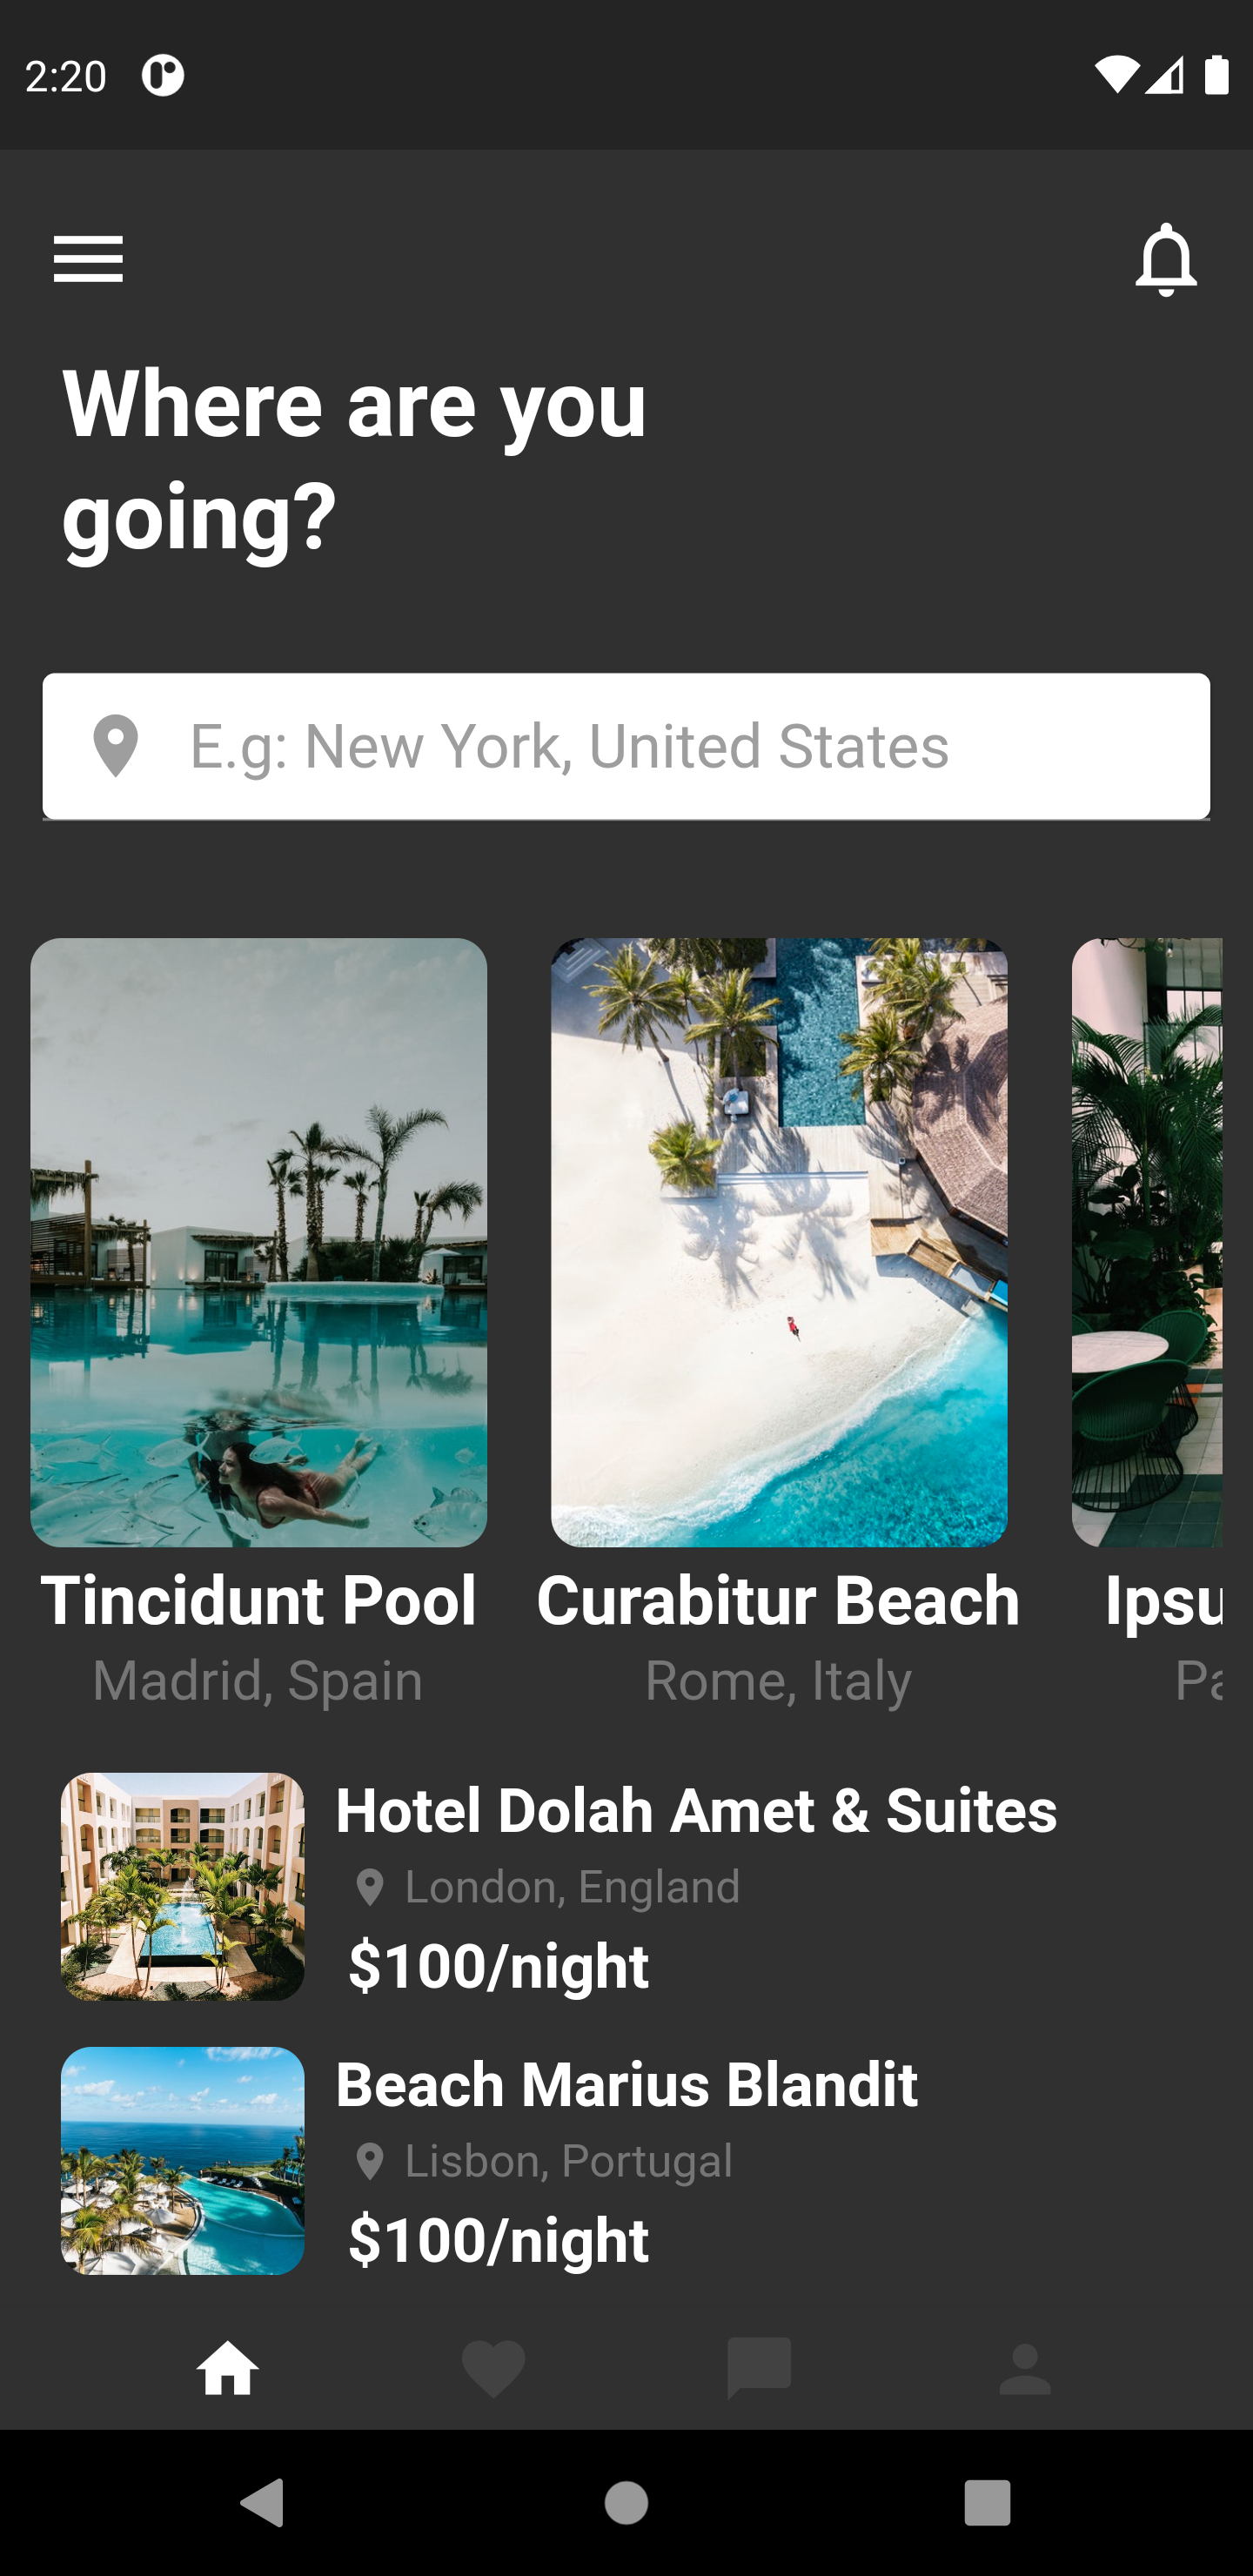 2:20
Where are you
going?
E.g: New York, United States
Tincidunt Pool
Curabitur Beach
Ipsu
Madrid, Spain
Rome, Italy
Pa
Hotel Dolah Amet & Suites
London, England
$100/night
Beach Marius Blandit
Lisbon, Portugal
$100/night